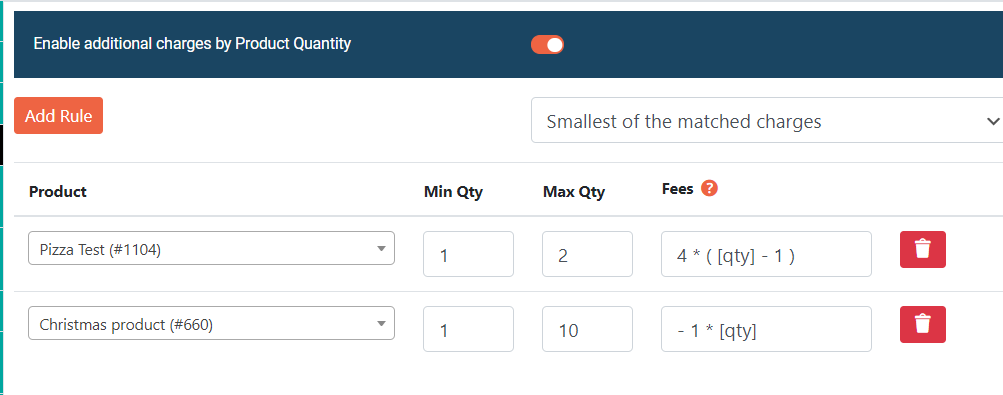 Enable additional charges by Product Quantity
Add Rule
Smallest of the matched charges
Product Min Qty Max Qty Fees ?
Pizza Test (#1104) 1 2 4 * ( [qty] - 1 )
Christmas product (#660) 1 10 - 1 * [qty]